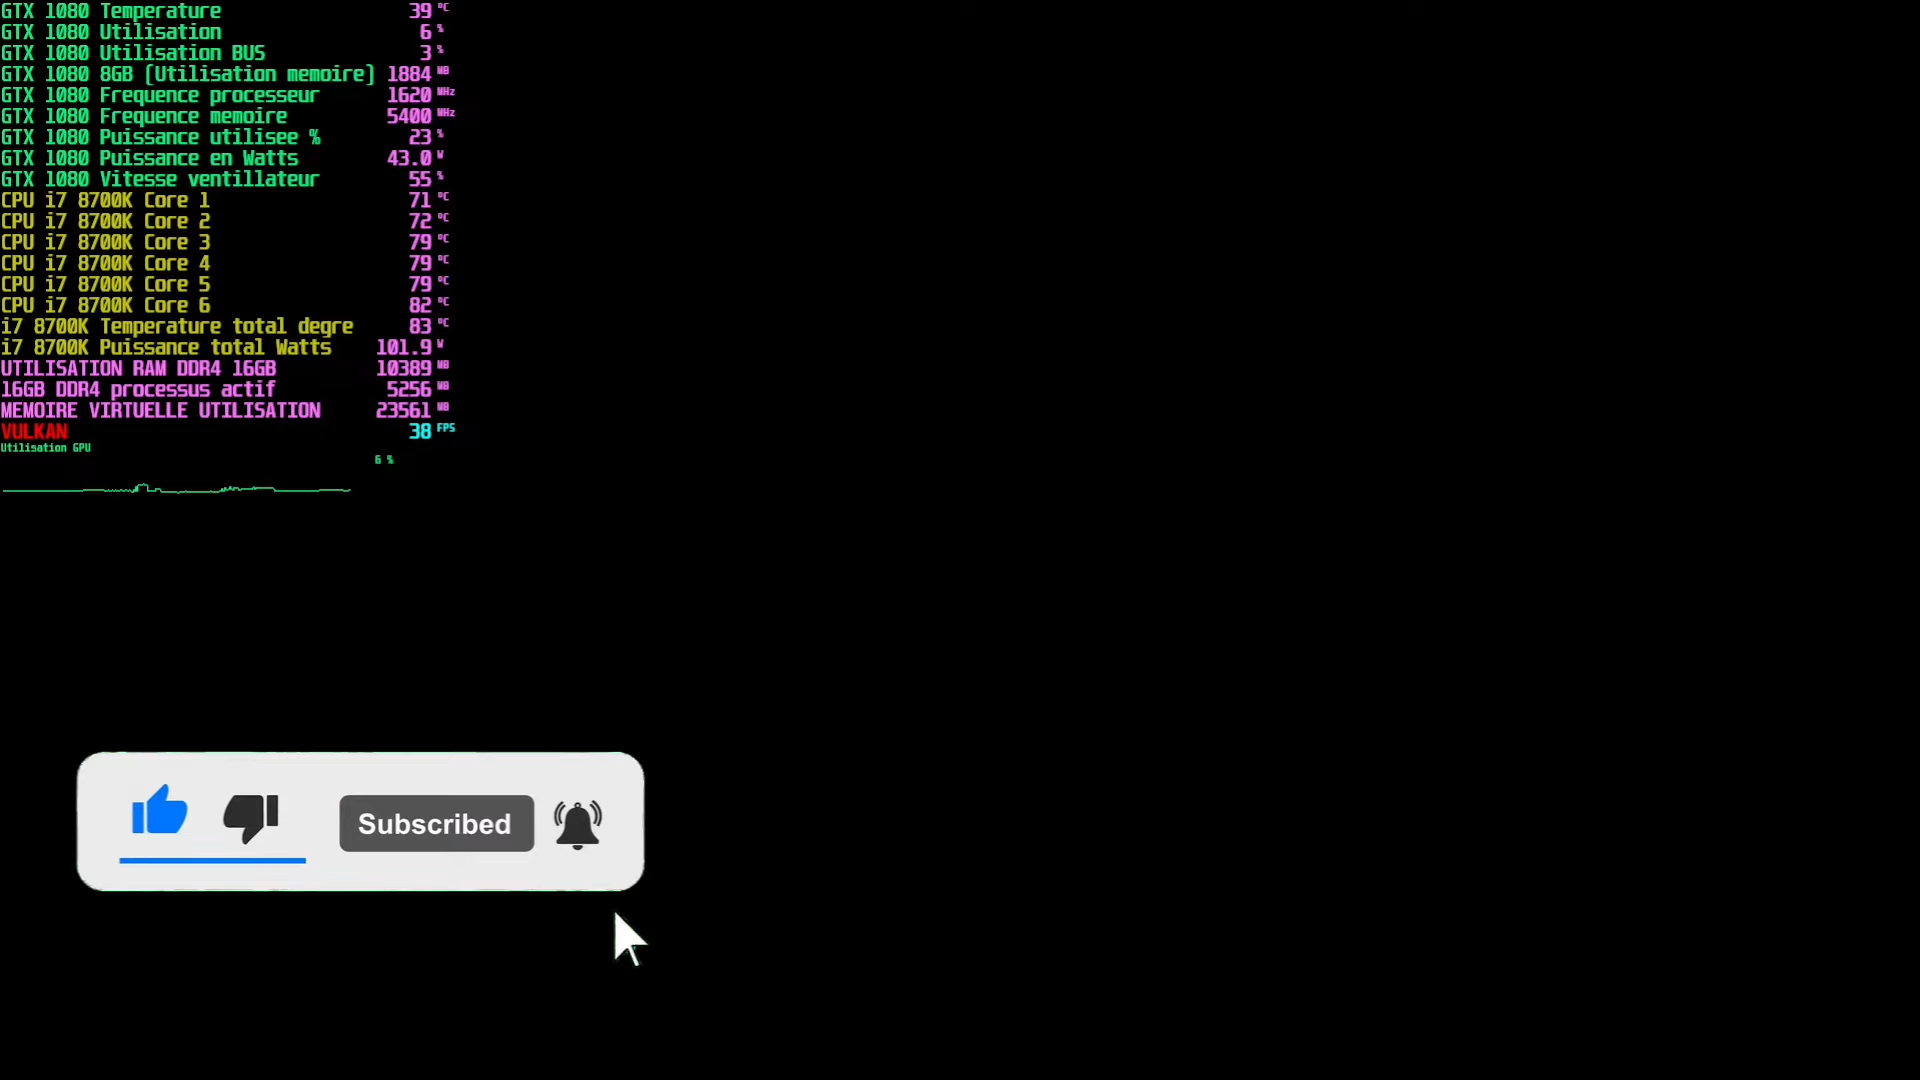 GTX 1080 Temperature 39 °C
GTX 1080 Utilisation 6 %
GTX 1080 Utilisation BUS 3 %
GTX 1080 8GB [Utilisation memoire] 1884 MB
GTX 1080 Frequence processeur 1620 MHz
GTX 1080 Frequence memoire 5400 MHz
GTX 1080 Puissance utilisee % 23 %
GTX 1080 Puissance en Watts 43.0 W
GTX 1080 Vitesse ventillateur 55 %
CPU i7 8700K Core 1 71 °C
CPU i7 8700K Core 2 72 °C
CPU i7 8700K Core 3 79 °C
CPU i7 8700K Core 4 79 °C
CPU i7 8700K Core 5 79 °C
CPU i7 8700K Core 6 82 °C
i7 8700K Temperature total degre 83 °C
i7 8700K Puissance total Watts 101.9 W
UTILISATION RAM DDR4 16GB 10389 MB
16GB DDR4 processus actif 5256 MB
MEMOIRE VIRTUELLE UTILISATION 23561 MB
VULKAN 38 FPS
Utilisation GPU
6 %
Subscribed